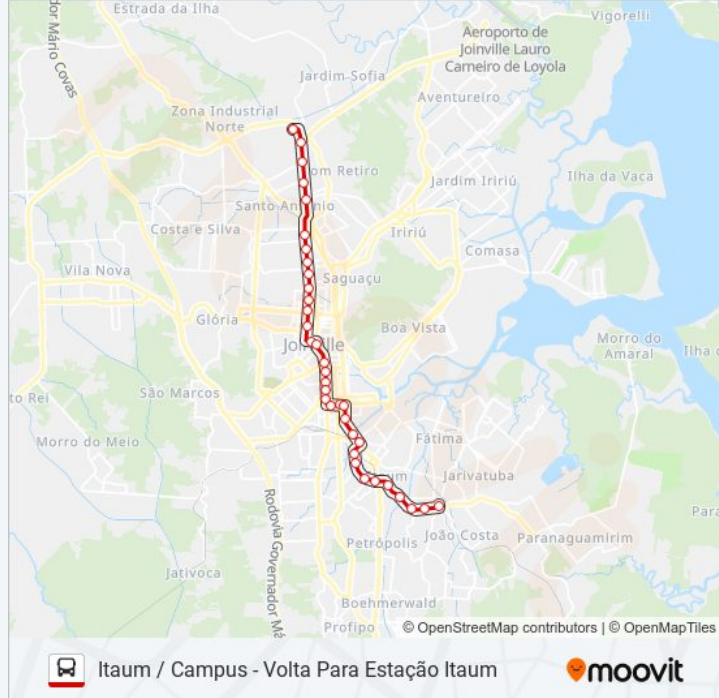 Estrada da Ilha
Vigorelli
dor Mário Covas
Aeroporto de
Joinville Lauro
Carneiro de Loyola
Jardim Sofia
Aventureiro
Zona Industrial
Norte
om Retiro
Jardim Iririú
Ilha da Vaca
Santo Antônio
Costa e Silva
Iririú
Comasa
Vila Nova
Saguaçu
Glória
Boa Vista
Joinville
Morro do
Amaral
Ilha d
São Marcos
to Rei
Morro do Meio
Fátima
um
Jarivatuba
Rodovia Governador Má
João Costa
Paranaguamirim
Para
Petrópolis
Jativoca
Boehmerwald
Profipo
© OpenStreetMap contributors | © OpenMapTiles
Itaum / Campus - Volta Para Estação Itaum
moovit